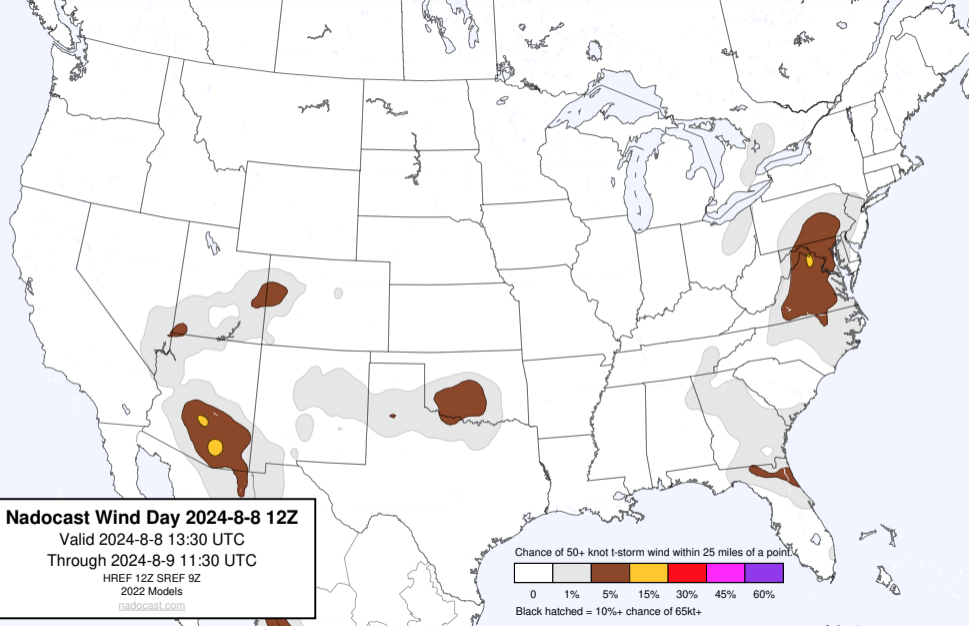 Nadocast Wind Day 2024-8-8 12Z
Valid 2024-8-8 13:30 UTC
Through 2024-8-9 11:30 UTC
HREF 12Z SREF 9Z
2022 Models
nadocast.com
Chance of 50+ knot t-storm wind within 25 miles of a point.
0 1% 5% 15% 30% 45% 60%
Black hatched = 10%+ chance of 65kt+